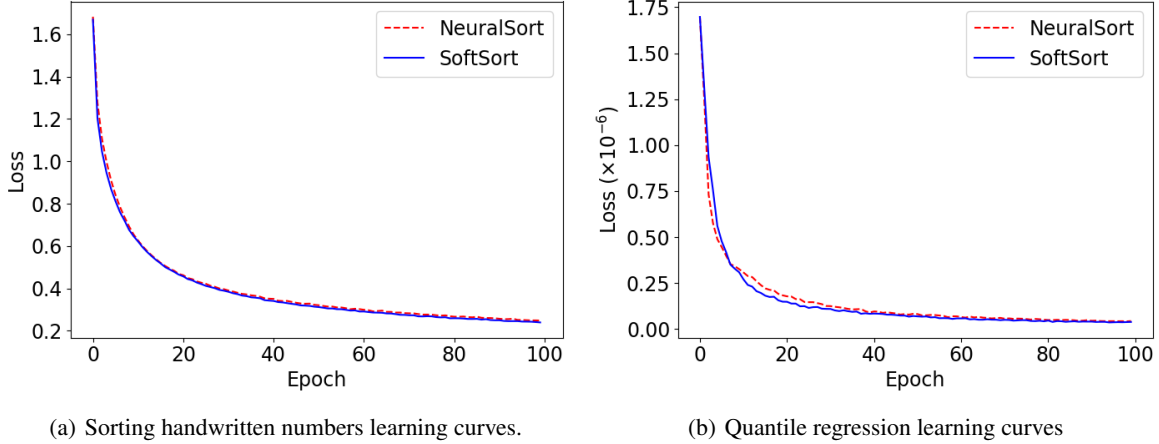 1.6
1.4
1.2
1.0
0.8
0.6
0.4
0.2
Loss
0 20 40 60 80 100
Epoch
NeuralSort
SoftSort
(a) Sorting handwritten numbers learning curves.
1.75
1.50
1.25
1.00
0.75
0.50
0.25
0.00
Loss (×10⁻⁶)
0 20 40 60 80 100
Epoch
NeuralSort
SoftSort
(b) Quantile regression learning curves